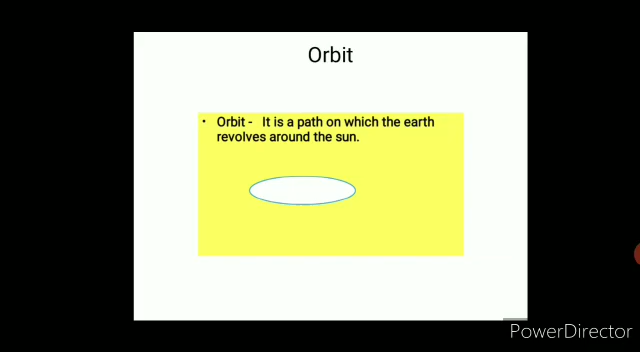 Orbit
• Orbit - It is a path on which the earth
revolves around the sun.
PowerDirector